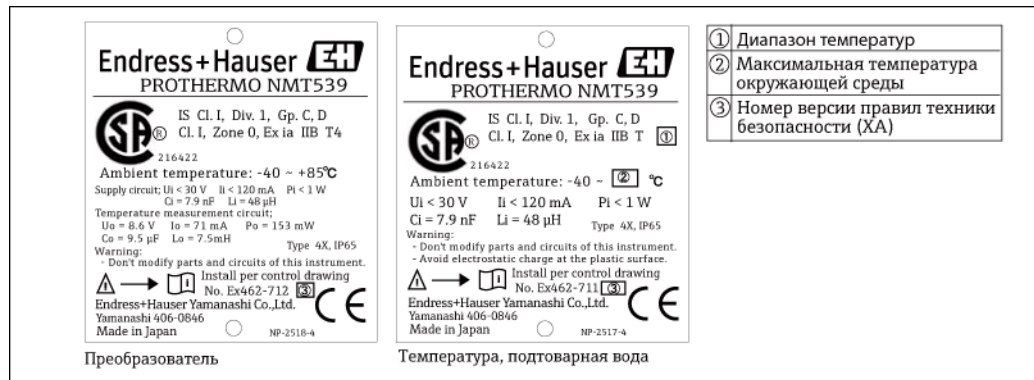 Endress+Hauser EH
PROTHERMO NMT539
IS Cl. I, Div. 1, Gp. C, D
SA ® Cl. I, Zone 0, Ex ia IIB T4
216422
Ambient temperature: -40 ~ +85°C
Supply circuit; Ui < 30 V Ii < 120 mA Pi < 1 W
Ci = 7.9 nF Li = 48 µH
Temperature measurement circuit;
Uo = 8.6 V Io = 71 mA Po = 153 mW
Co = 9.5 µF Lo = 7.5mH
Type 4X, IP65
Warning:
- Don't modify parts and circuits of this instrument.
Install per control drawing
No. Ex462-712 ③
CE
Endress+Hauser Yamanashi Co.,Ltd.
Yamanashi 406-0846
Made in Japan NP-2518-4
Преобразователь
Endress+Hauser EH
PROTHERMO NMT539
IS Cl. I, Div. 1, Gp. C, D
SA ® Cl. I, Zone 0, Ex ia IIB T ①
216422
Ambient temperature: -40 ~ ② °C
Ui < 30 V Ii < 120 mA Pi < 1 W
Ci = 7.9 nF Li = 48 µH
Type 4X, IP65
Warning:
- Don't modify parts and circuits of this instrument.
- Avoid electrostatic charge at the plastic surface.
Install per control drawing
No. Ex462-711 ③
CE
Endress+Hauser Yamanashi Co.,Ltd.
Yamanashi 406-0846
Made in Japan NP-2517-4
Температура, подтоварная вода
① Диапазон температур
② Максимальная температура
окружающей среды
③ Номер версии правил техники
безопасности (XA)